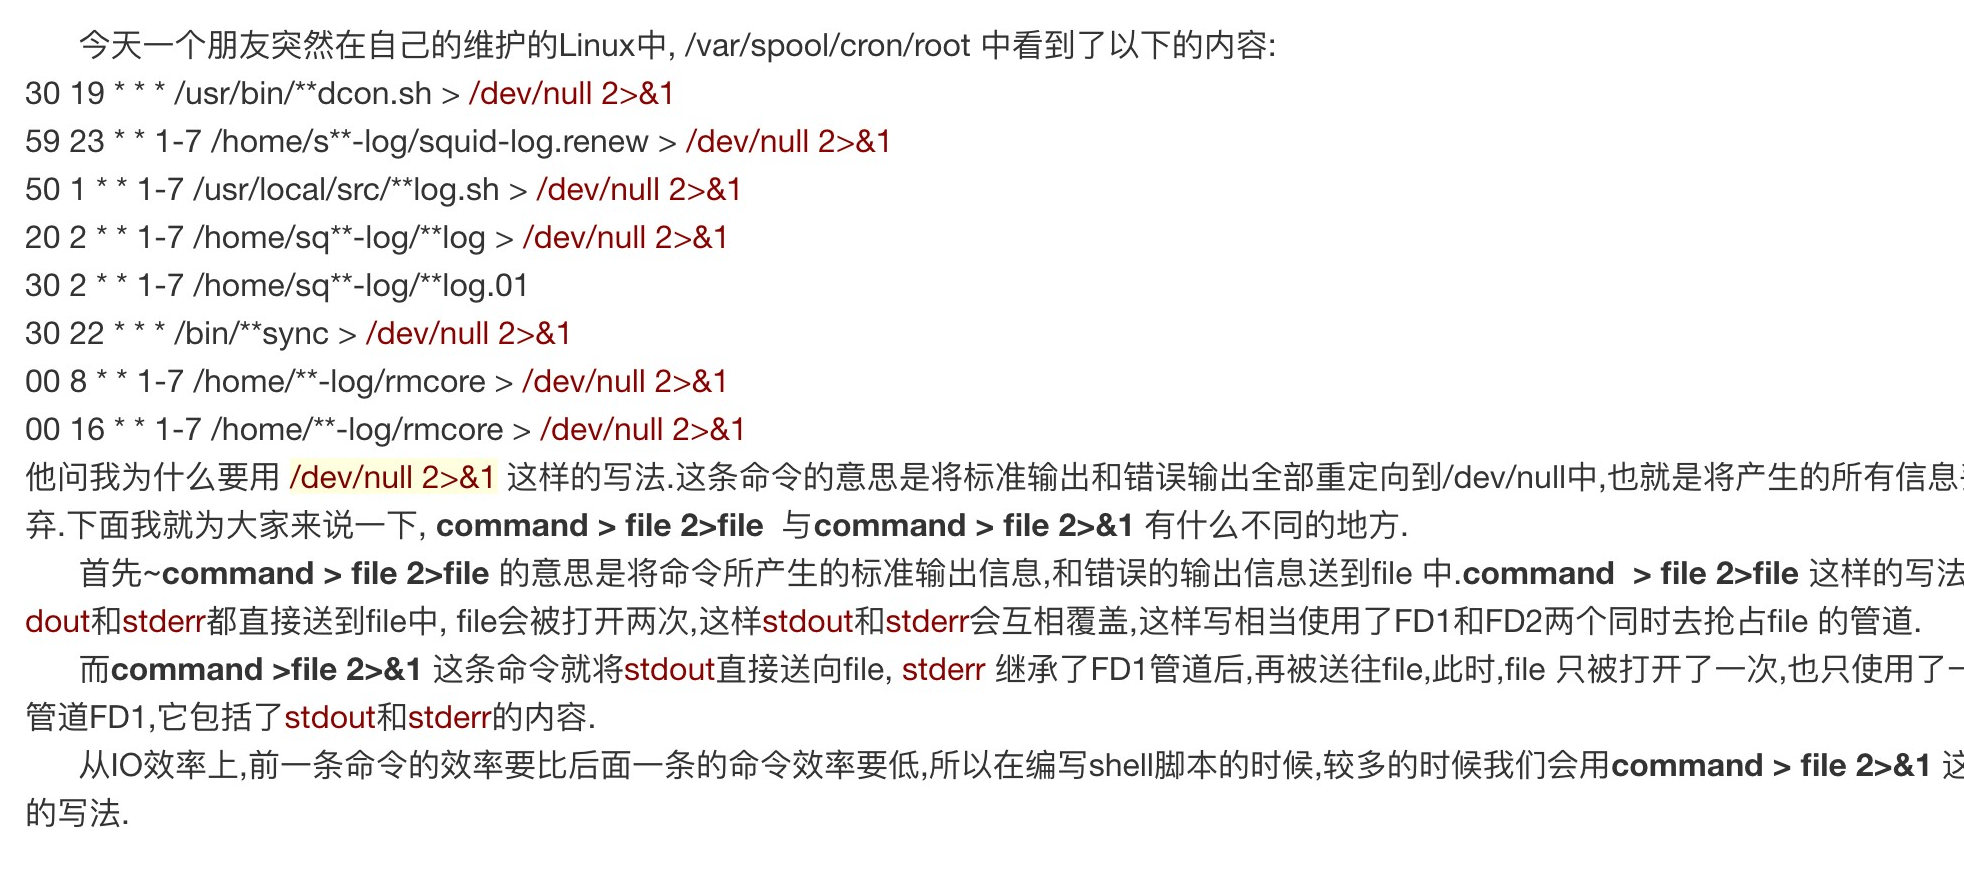 今天一个朋友突然在自己的维护的Linux中, /var/spool/cron/root 中看到了以下的内容:
30 19 * * * /usr/bin/**dcon.sh > /dev/null 2>&1
59 23 * * 1-7 /home/s**-log/squid-log.renew > /dev/null 2>&1
50 1 * * 1-7 /usr/local/src/**log.sh > /dev/null 2>&1
20 2 * * 1-7 /home/sq**-log/**log > /dev/null 2>&1
30 2 * * 1-7 /home/sq**-log/**log.01
30 22 * * * /bin/**sync > /dev/null 2>&1
00 8 * * 1-7 /home/**-log/rmcore > /dev/null 2>&1
00 16 * * 1-7 /home/**-log/rmcore > /dev/null 2>&1
他问我为什么要用 /dev/null 2>&1 这样的写法.这条命令的意思是将标准输出和错误输出全部重定向到/dev/null中,也就是将产生的所有信息
弃.下面我就为大家来说一下, command > file 2>file 与command > file 2>&1 有什么不同的地方.
首先~command > file 2>file 的意思是将命令所产生的标准输出信息,和错误的输出信息送到file 中.command > file 2>file 这样的写法
dout和stderr都直接送到file中, file会被打开两次,这样stdout和stderr会互相覆盖,这样写相当使用了FD1和FD2两个同时去抢占file 的管道.
而command >file 2>&1 这条命令就将stdout直接送向file, stderr 继承了FD1管道后,再被送往file,此时,file 只被打开了一次,也只使用了一
管道FD1,它包括了stdout和stderr的内容.
从IO效率上,前一条命令的效率要比后面一条的命令效率要低,所以在编写shell脚本的时候,较多的时候我们会用command > file 2>&1 这
的写法.